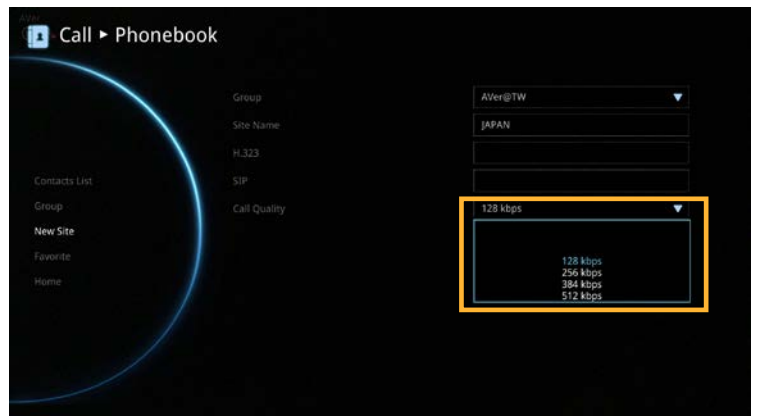 AVer
Call ► Phonebook
Group
AVer@TW
Site Name
JAPAN
H.323
SIP
Call Quality
128 kbps
128 kbps
256 kbps
384 kbps
512 kbps
Contacts List
Group
New Site
Favorite
Home